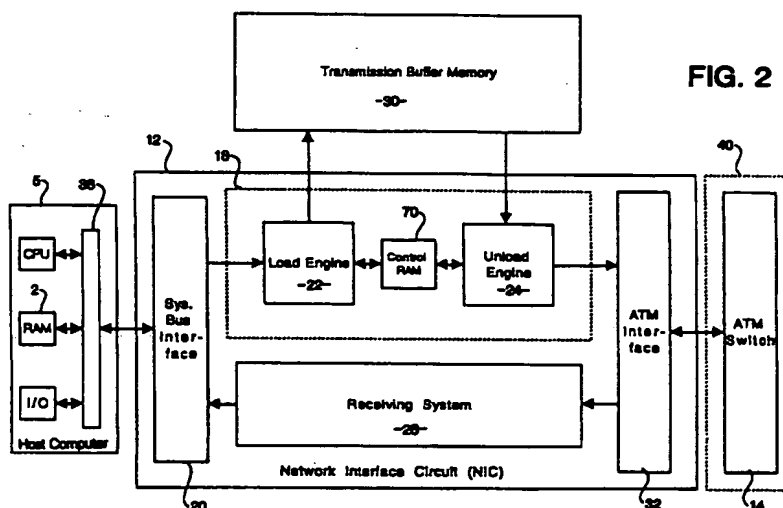 Transmission Buffer Memory
-30-
FIG. 2
12
18
40
5
38
70
CPU
Load Engine
-22-
Control
RAM
Unload
Engine
-24-
2
RAM
Sys.
Bus
Inter-
face
ATM
Inter-
face
ATM
Switch
I/O
Receiving System
-28-
Host Computer
Network Interface Circuit (NIC)
20
32
14